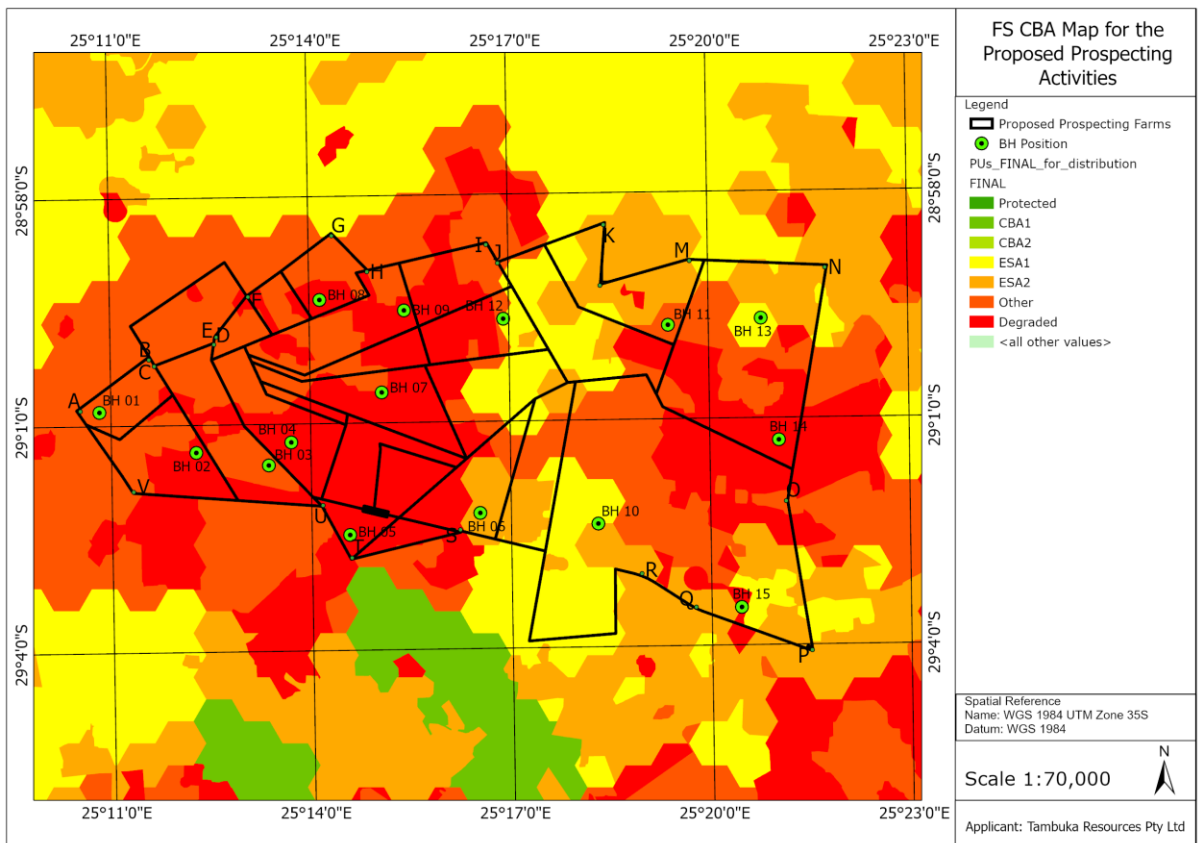 25°11'0"E
25°14'0"E
25°17'0"E
25°20'0"E
25°23'0"E
FS CBA Map for the
Proposed Prospecting
Activities
Legend
Proposed Prospecting Farms
BH Position
PUs_FINAL_for_distribution
FINAL
Protected
CBA1
CBA2
ESA1
ESA2
Other
Degraded
<all other values>
28°58'0"S
28°58'0"S
G
K
I
J
M
H
N
E
BH 08
BH 09
BH 12
BH 11
BH 13
E
D
B
C
BH 07
A
BH 01
29°1'0"S
29°1'0"S
BH 04
BH 14
BH 02
BH 03
V
O
U
BH 06
BH 10
S
BH 05
T
R
BH 15
Q
P
29°4'0"S
29°4'0"S
Spatial Reference
Name: WGS 1984 UTM Zone 35S
Datum: WGS 1984
N
Scale 1:70,000
25°11'0"E
25°14'0"E
25°17'0"E
25°20'0"E
25°23'0"E
Applicant: Tambuka Resources Pty Ltd